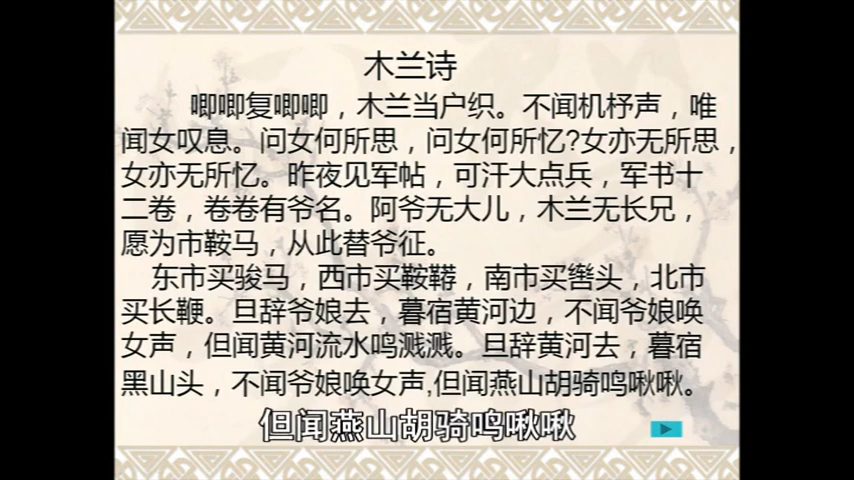 木兰诗
唧唧复唧唧，木兰当户织。不闻机杼声，唯
闻女叹息。问女何所思，问女何所忆?女亦无所思，
女亦无所忆。昨夜见军帖，可汗大点兵，军书十
二卷，卷卷有爷名。阿爷无大儿，木兰无长兄，
愿为市鞍马，从此替爷征。
东市买骏马，西市买鞍鞯，南市买辔头，北市
买长鞭。旦辞爷娘去，暮宿黄河边，不闻爷娘唤
女声，但闻黄河流水鸣溅溅。旦辞黄河去，暮宿
黑山头，不闻爷娘唤女声,但闻燕山胡骑鸣啾啾。
但闻燕山胡骑鸣啾啾